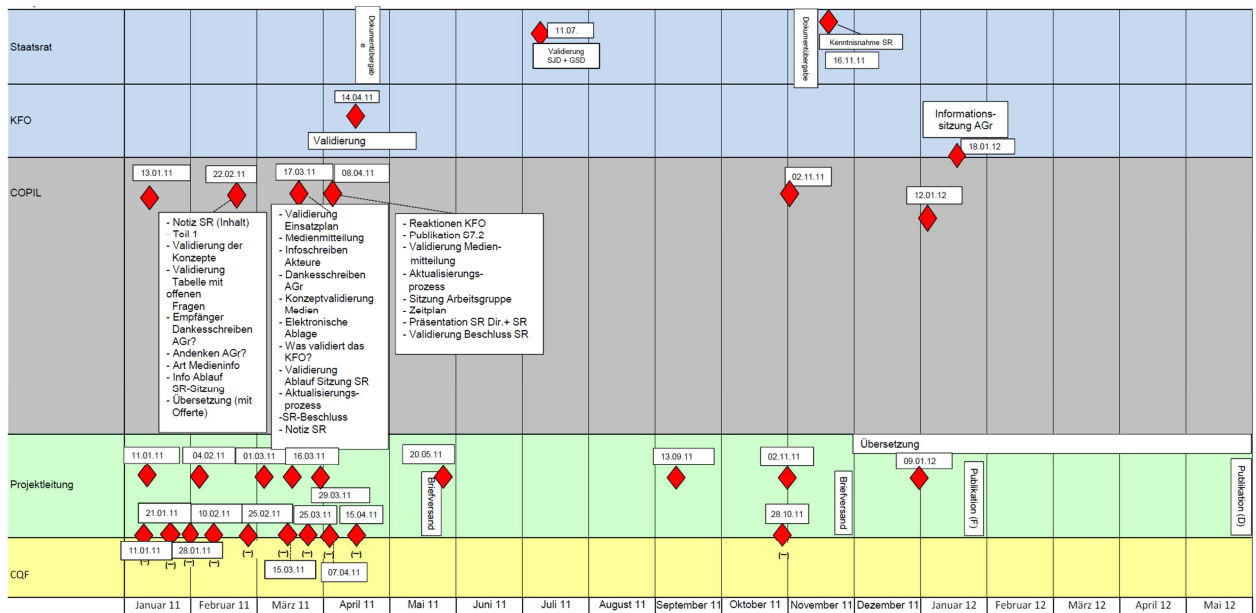 Staatsrat
Dokumentübergab
e
11.07.
Validierung
SJD + GSD
Dokumentübergabe
Kenntnisnahme SR
16.11.11
KFO
14.04.11
Validierung
Informations-
sitzung AGr
18.01.12
COPIL
13.01.11
22.02.11
17.03.11
08.04.11
02.11.11
12.01.12
- Notiz SR (Inhalt)
- Teil 1
- Validierung der
Konzepte
- Validierung
Tabelle mit
offenen
Fragen
- Empfänger
Dankesschreiben
AGr?
- Andenken AGr?
- Art Medieninfo
- Info Ablauf
SR-Sitzung
- Übersetzung (mit
Offerte)
- Validierung
Einsatzplan
- Medienmitteilung
- Infoschreiben
Akteure
- Dankesschreiben
AGr
- Konzeptvalidierung
Medien
- Elektronische
Ablage
- Was validiert das
KFO?
- Validierung
Ablauf Sitzung SR
- Aktualisierungs-
prozess
-SR-Beschluss
- Notiz SR
- Reaktionen KFO
- Publikation S7.2
- Validierung Medien-
mitteilung
- Aktualisierungs-
prozess
- Sitzung Arbeitsgruppe
- Zeitplan
- Präsentation SR Dir.+ SR
- Validierung Beschluss SR
Projektleitung
11.01.11
04.02.11
01.03.11
16.03.11
29.03.11
20.05.11
Briefversand
13.09.11
02.11.11
Briefversand
Übersetzung
09.01.12
Publikation (F)
Publikation (D)
21.01.11
10.02.11
25.02.11
25.03.11
15.04.11
28.10.11
11.01.11
28.01.11
15.03.11
07.04.11
(–)
(–)
(–)
(–)
(–)
(–)
(–)
(–)
(–)
(–)
CQF
Januar 11
Februar 11
März 11
April 11
Mai 11
Juni 11
Juli 11
August 11
September 11
Oktober 11
November 11
Dezember 11
Januar 12
Februar 12
März 12
April 12
Mai 12